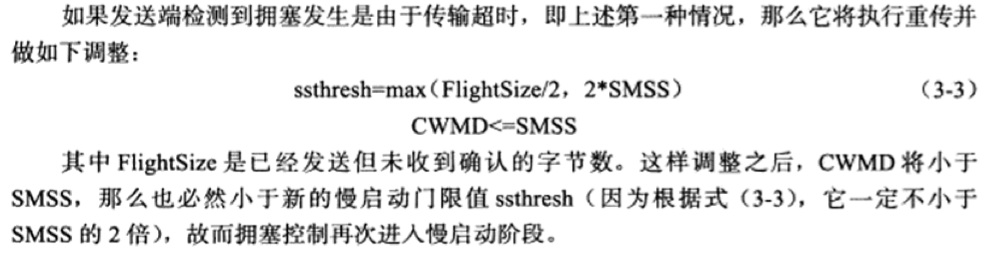 如果发送端检测到拥塞发生是由于传输超时，即上述第一种情况，那么它将执行重传并
做如下调整：
ssthresh=max（FlightSize/2，2*SMSS） （3-3）
CWMD<=SMSS
其中 FlightSize 是已经发送但未收到确认的字节数。这样调整之后，CWMD 将小于
SMSS，那么也必然小于新的慢启动门限值 ssthresh（因为根据式（3-3），它一定不小于
SMSS 的 2 倍），故而拥塞控制再次进入慢启动阶段。